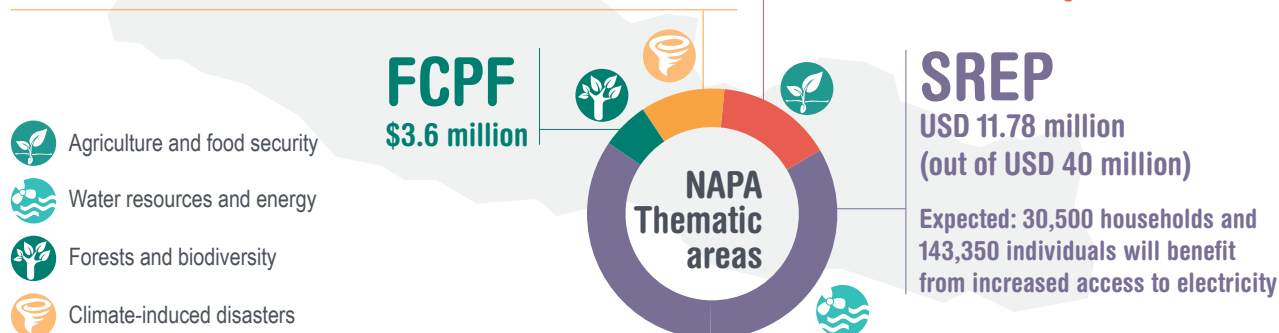 FCPF
$3.6 million
SREP
USD 11.78 million
(out of USD 40 million)
Expected: 30,500 households and
143,350 individuals will benefit
from increased access to electricity
NAPA
Thematic
areas
Agriculture and food security
Water resources and energy
Forests and biodiversity
Climate-induced disasters